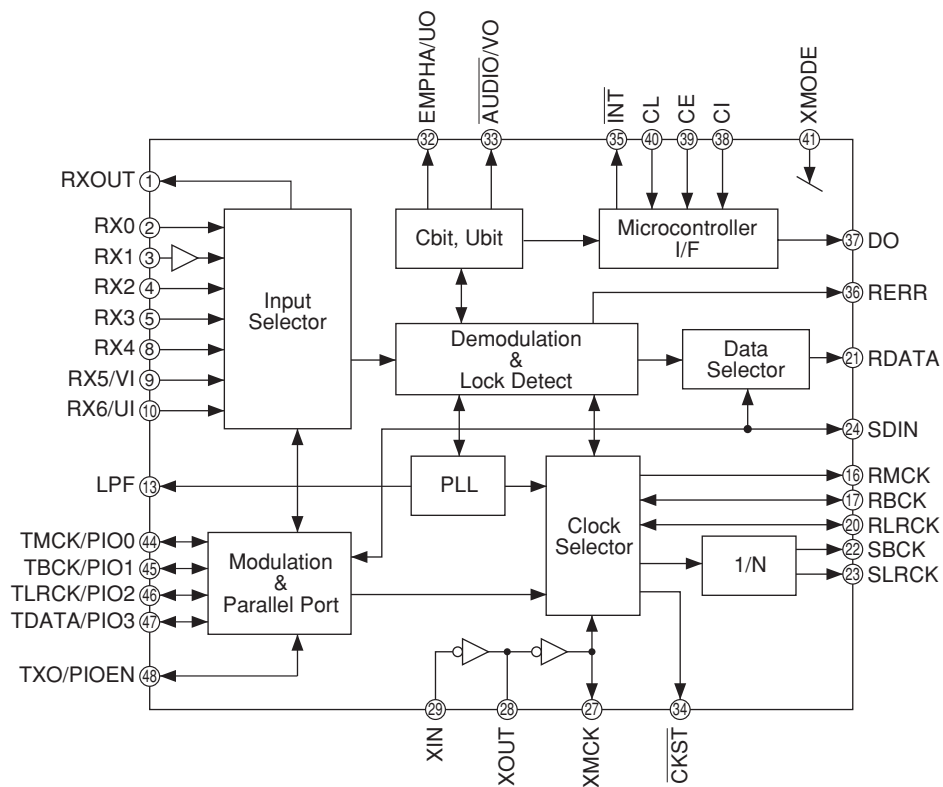 EMPHA/UO
AUDIO/VO
INT
CL
CE
CI
XMODE
32
33
35
40
39
38
41
RXOUT 1
RX0 2
RX1 3
RX2 4
RX3 5
RX4 8
RX5/VI 9
RX6/UI 10
LPF 13
TMCK/PIO0 44
TBCK/PIO1 45
TLRCK/PIO2 46
TDATA/PIO3 47
TXO/PIOEN 48
Input
Selector
Cbit, Ubit
Microcontroller
I/F
Demodulation
&
Lock Detect
Data
Selector
PLL
Clock
Selector
Modulation
&
Parallel Port
1/N
37 DO
36 RERR
21 RDATA
24 SDIN
16 RMCK
17 RBCK
20 RLRCK
22 SBCK
23 SLRCK
29
28
27
34
XIN
XOUT
XMCK
CKST